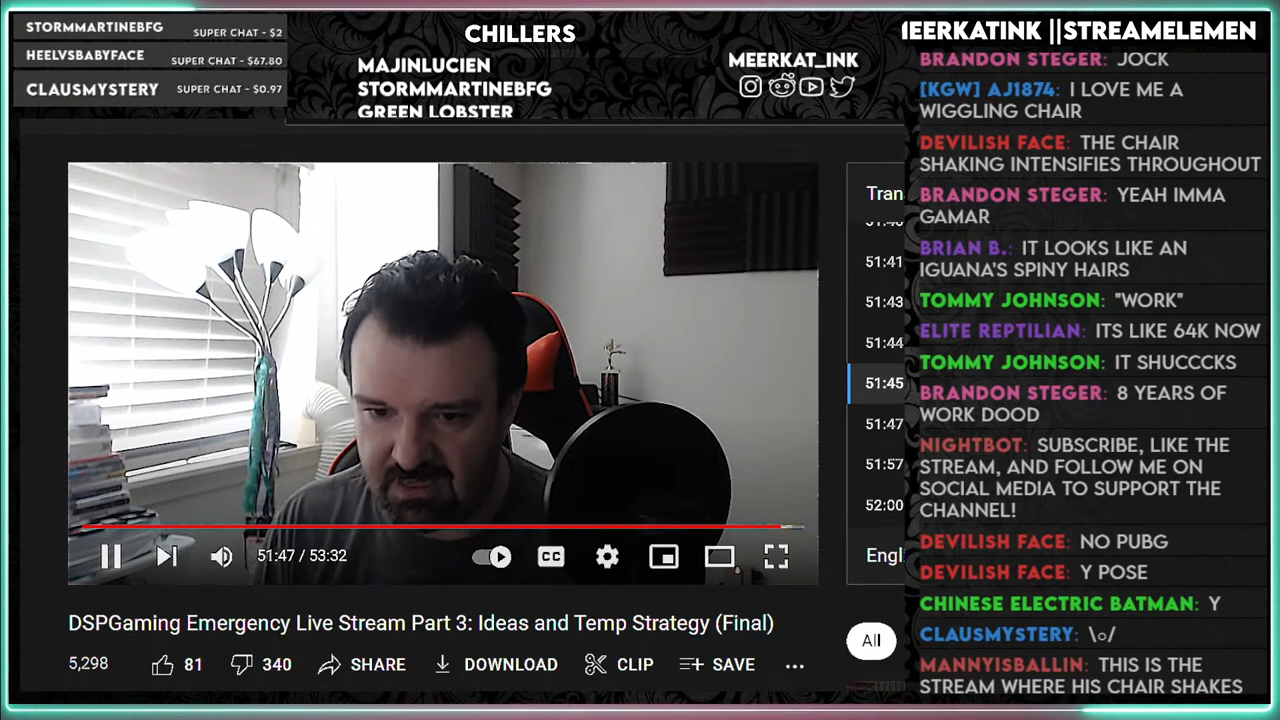 STORMMARTINEBFG SUPER CHAT - $2
HEELVSBABYFACE SUPER CHAT - $67.80
CLAUSMYSTERY SUPER CHAT - $0.97
CHILLERS
MAJINLUCIEN
STORMMARTINEBFG
GREEN LOBSTER
MEERKAT_INK
IEERKATINK ||STREAMELEMEN
BRANDON STEGER: JOCK
[KGW] AJ1874: I LOVE ME A
WIGGLING CHAIR
DEVILISH FACE: THE CHAIR
SHAKING INTENSIFIES THROUGHOUT
BRANDON STEGER: YEAH IMMA
GAMAR
BRIAN B.: IT LOOKS LIKE AN
IGUANA'S SPINY HAIRS
TOMMY JOHNSON: "WORK"
ELITE REPTILIAN: ITS LIKE 64K NOW
TOMMY JOHNSON: IT SHUCCCKS
BRANDON STEGER: 8 YEARS OF
WORK DOOD
NIGHTBOT: SUBSCRIBE, LIKE THE
STREAM, AND FOLLOW ME ON
SOCIAL MEDIA TO SUPPORT THE
CHANNEL!
DEVILISH FACE: NO PUBG
DEVILISH FACE: Y POSE
CHINESE ELECTRIC BATMAN: Y
CLAUSMYSTERY: \o/
MANNYISBALLIN: THIS IS THE
STREAM WHERE HIS CHAIR SHAKES
Tran
51:41
51:43
51:44
51:45
51:47
51:57
52:00
Engl
51:47 / 53:32
CC
DSPGaming Emergency Live Stream Part 3: Ideas and Temp Strategy (Final)
5,298 81 340 SHARE DOWNLOAD CLIP SAVE ...
All